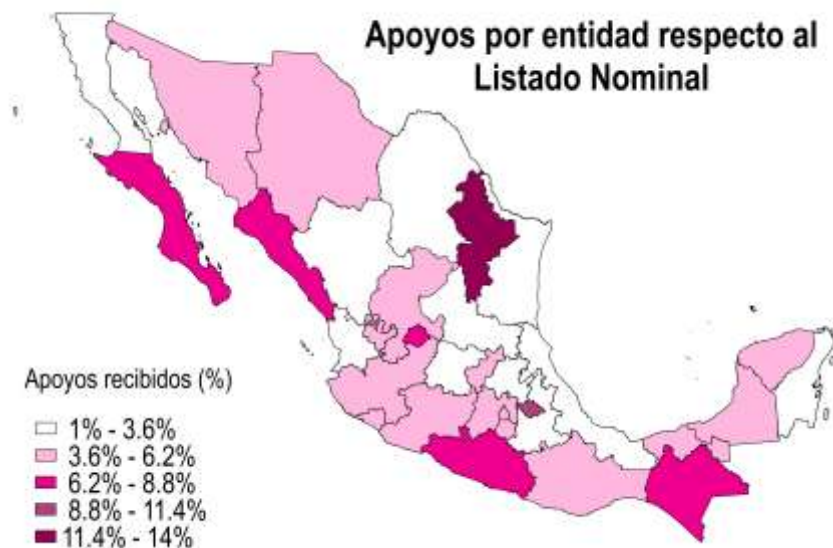 Apoyos por entidad respecto al
Listado Nominal
Apoyos recibidos (%)
1% - 3.6%
3.6% - 6.2%
6.2% - 8.8%
8.8% - 11.4%
11.4% - 14%